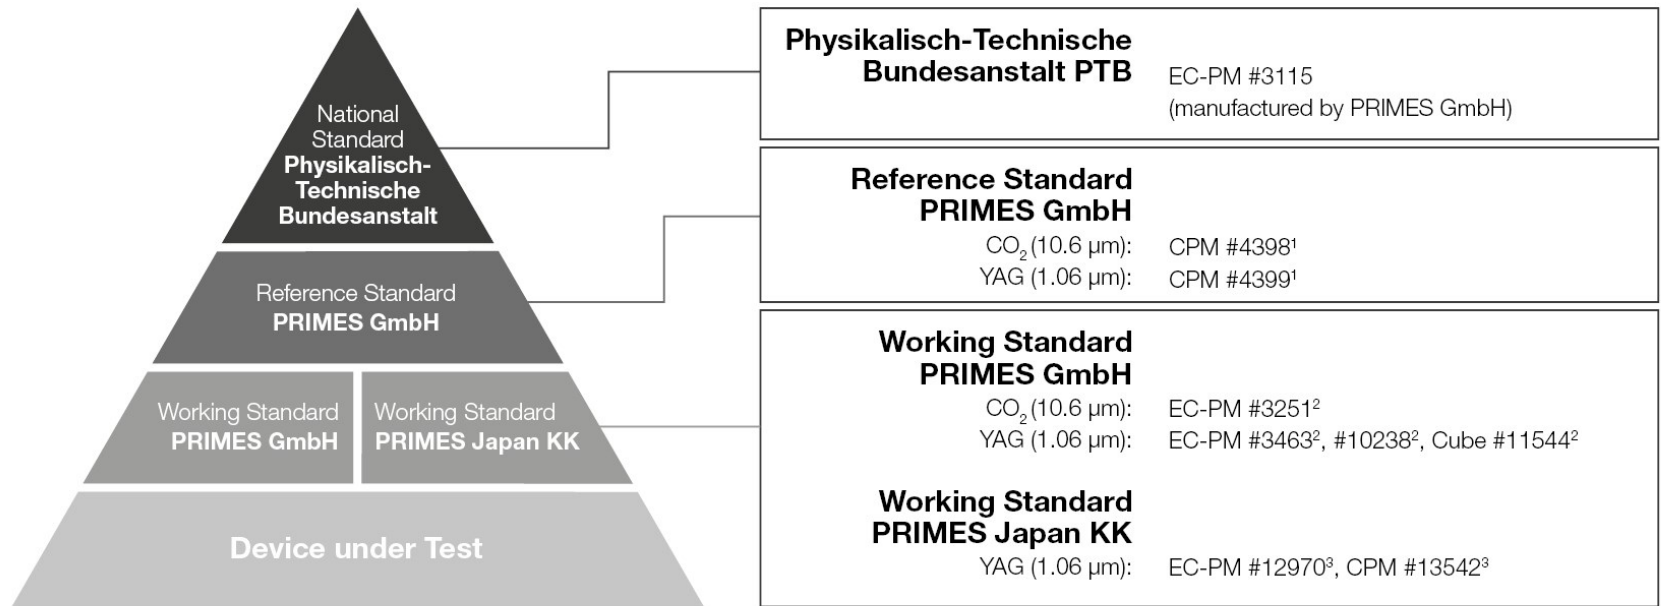 National
Standard
Physikalisch-
Technische
Bundesanstalt
Reference Standard
PRIMES GmbH
Working Standard
PRIMES GmbH
Working Standard
PRIMES Japan KK
Device under Test
Physikalisch-Technische
Bundesanstalt PTB
EC-PM #3115
(manufactured by PRIMES GmbH)
Reference Standard
PRIMES GmbH
CO₂ (10.6 µm): CPM #4398¹
YAG (1.06 µm): CPM #4399¹
Working Standard
PRIMES GmbH
CO₂ (10.6 µm): EC-PM #3251²
YAG (1.06 µm): EC-PM #3463², #10238², Cube #11544²
Working Standard
PRIMES Japan KK
YAG (1.06 µm): EC-PM #12970³, CPM #13542³